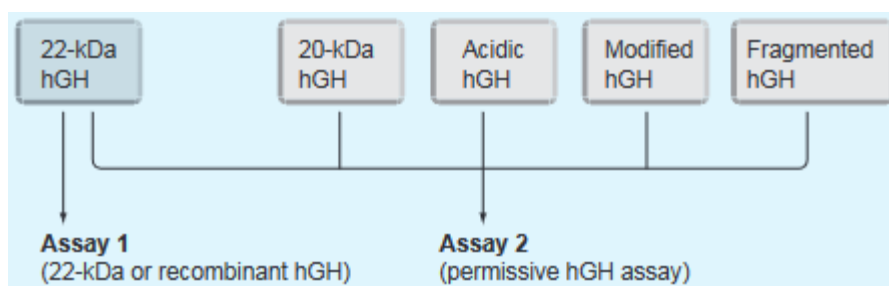 22-kDa
hGH
20-kDa
hGH
Acidic
hGH
Modified
hGH
Fragmented
hGH
Assay 1
(22-kDa or recombinant hGH)
Assay 2
(permissive hGH assay)